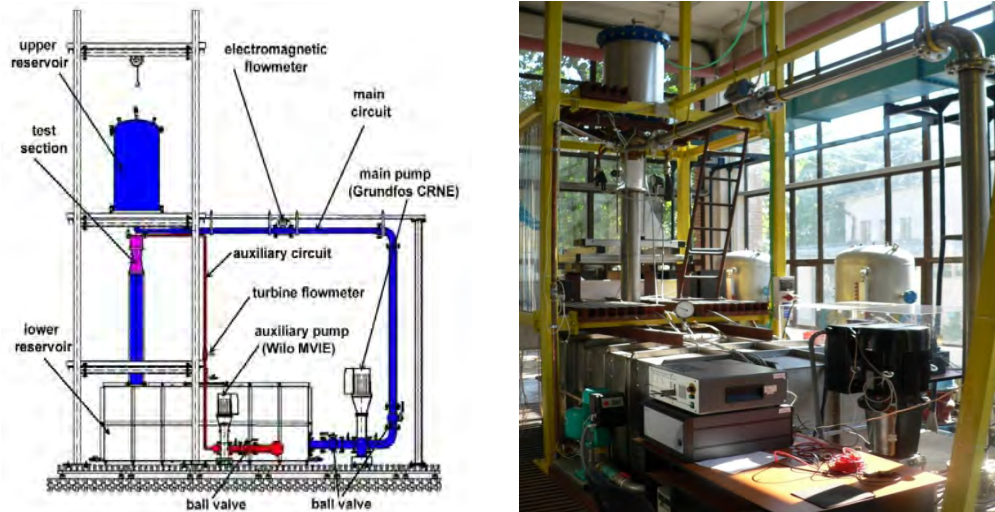 upper
reservoir
electromagnetic
flowmeter
main
circuit
test
section
main pump
(Grundfos CRNE)
auxiliary circuit
turbine flowmeter
auxiliary pump
(Wilo MVIE)
lower
reservoir
ball valve
ball valve